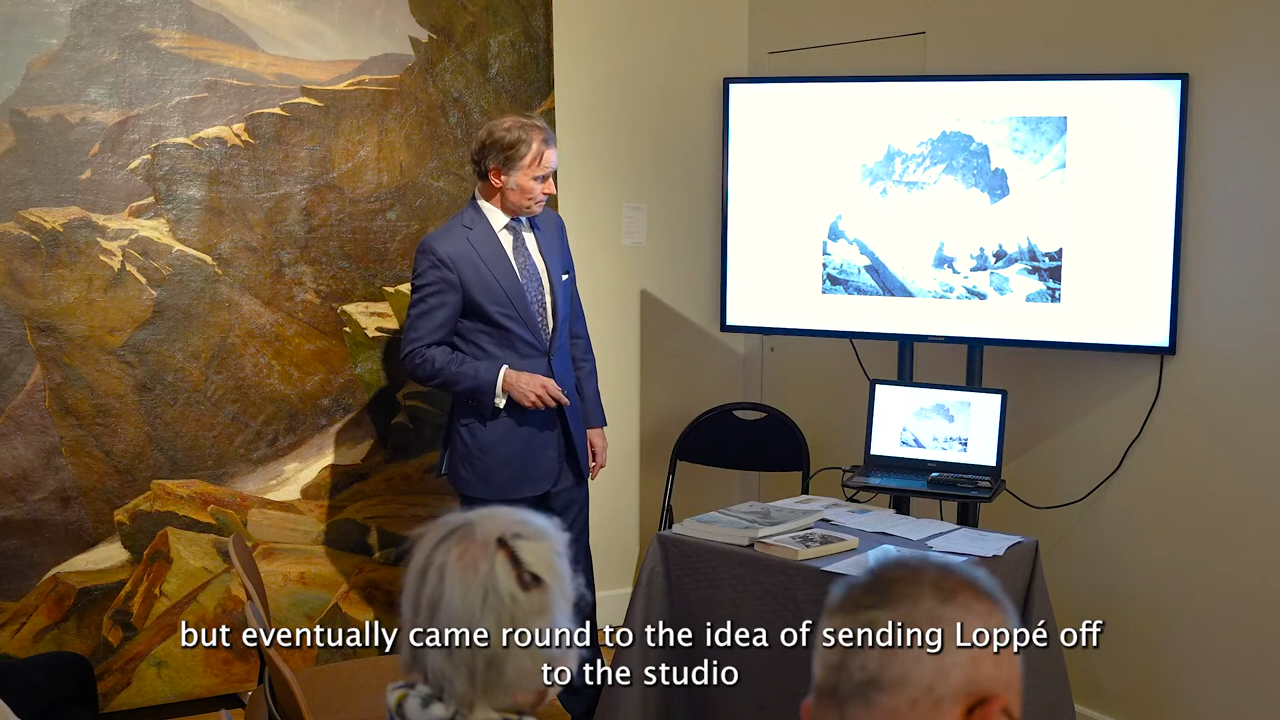 but eventually came round to the idea of sending Loppé off
to the studio